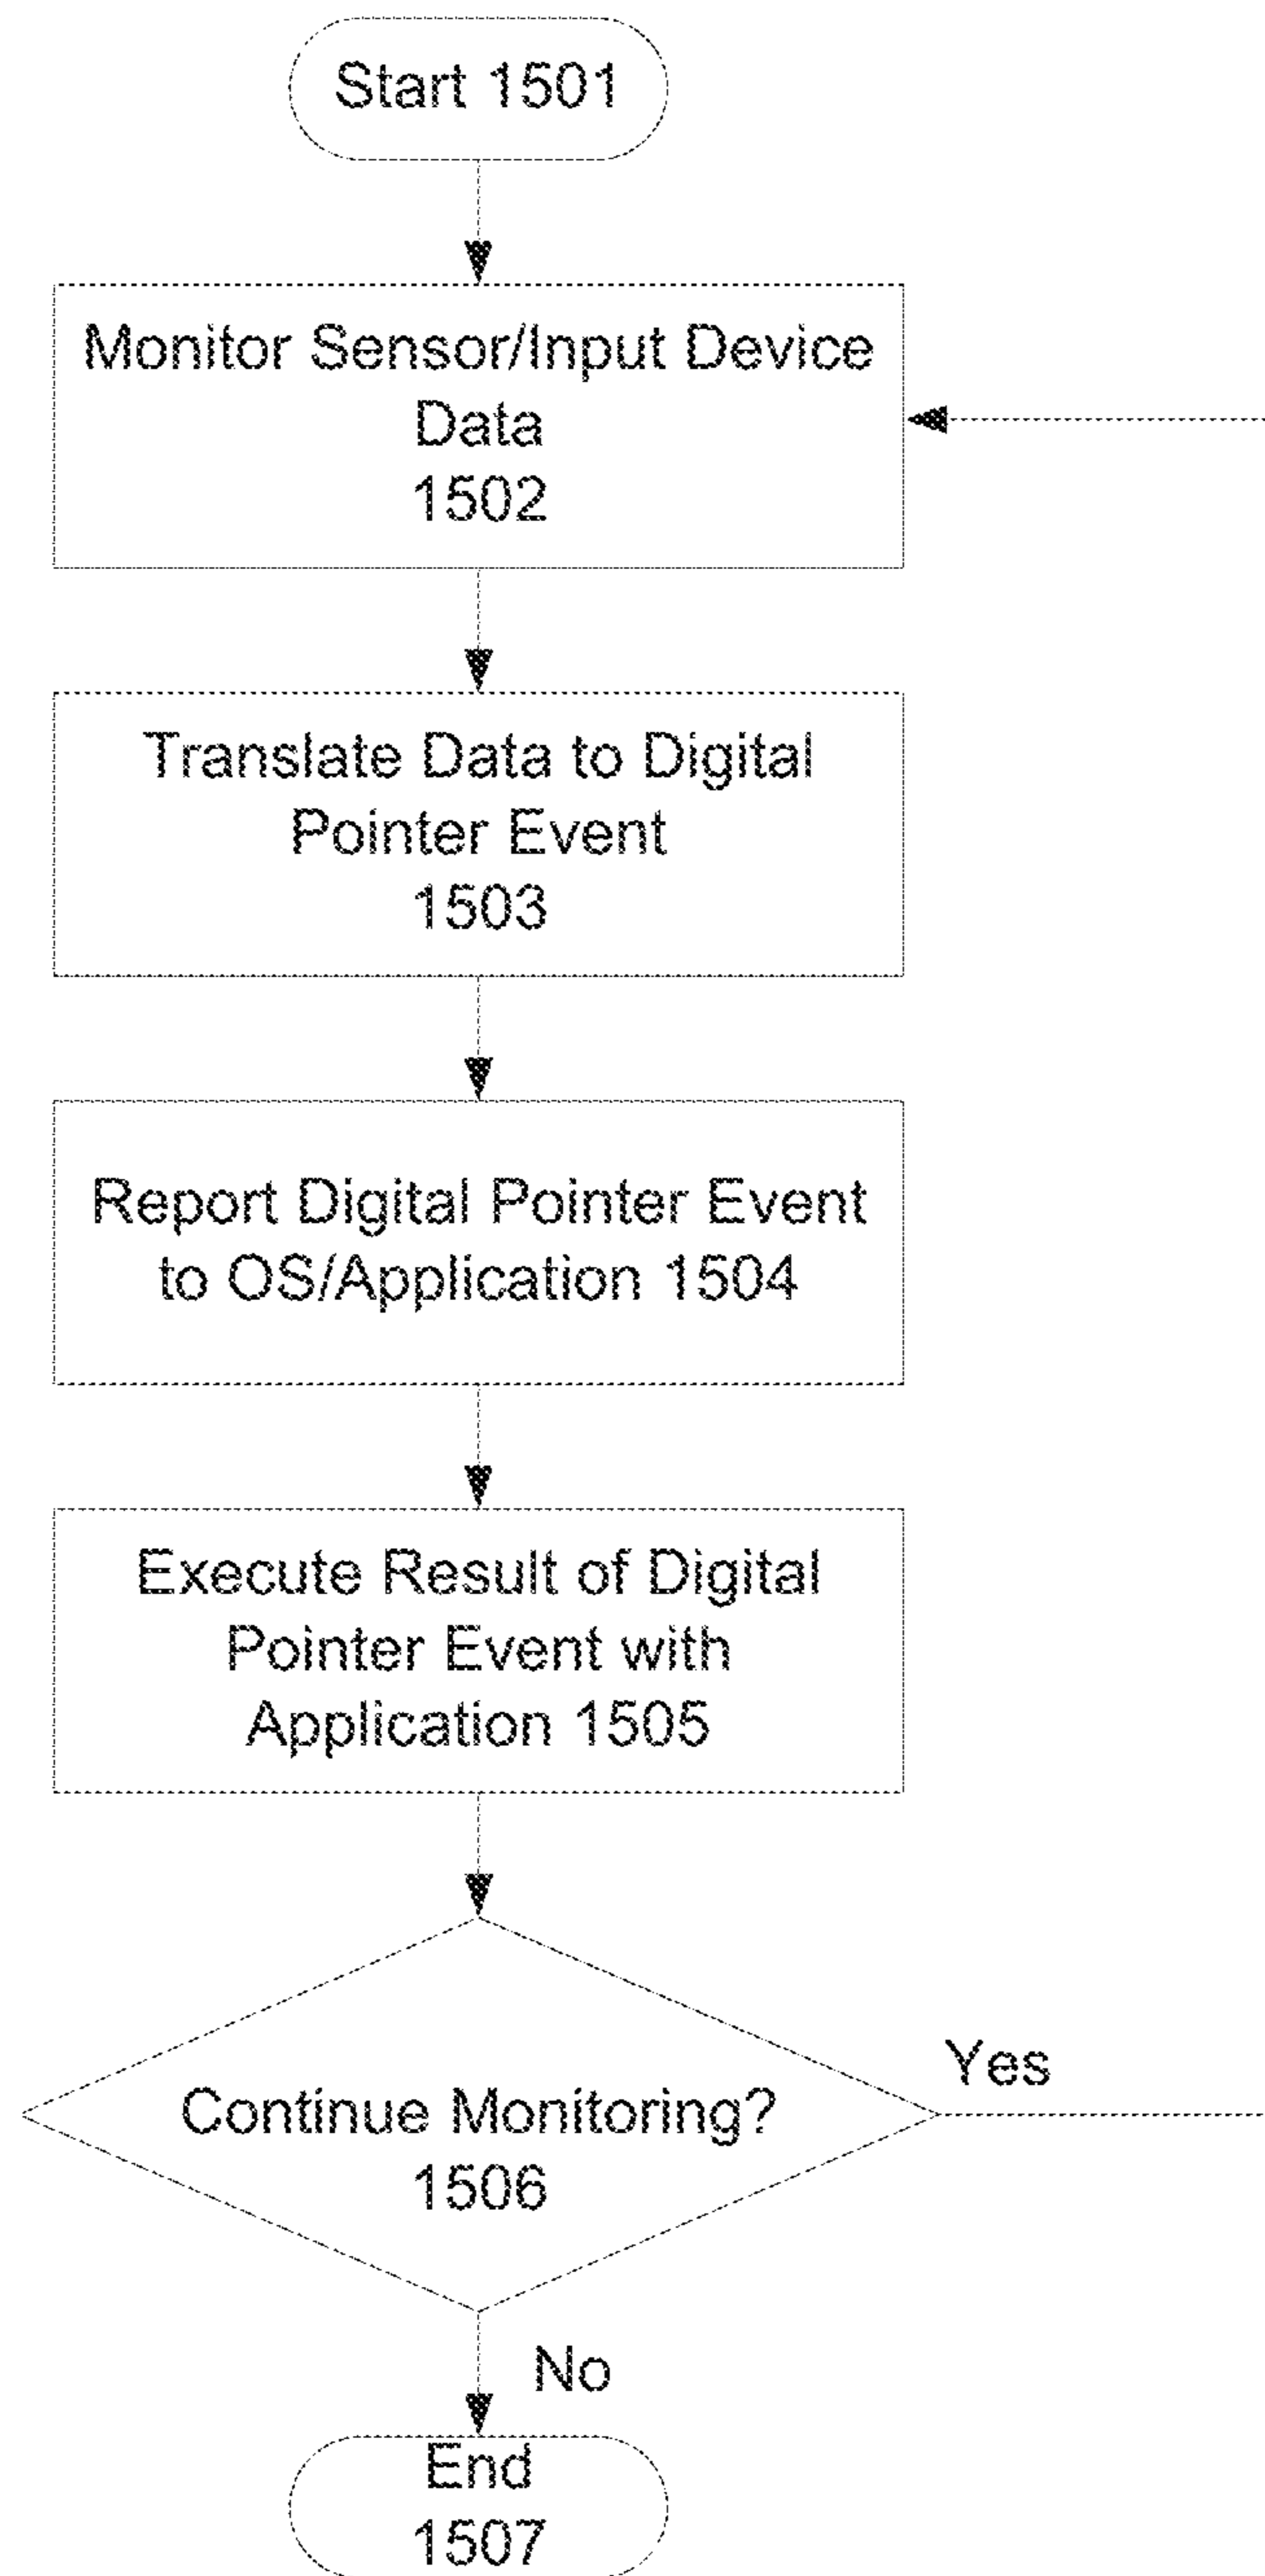 Start 1501
Monitor Sensor/Input Device
Data
1502
Translate Data to Digital
Pointer Event
1503
Report Digital Pointer Event
to OS/Application 1504
Execute Result of Digital
Pointer Event with
Application 1505
Continue Monitoring?
1506
Yes
No
End
1507